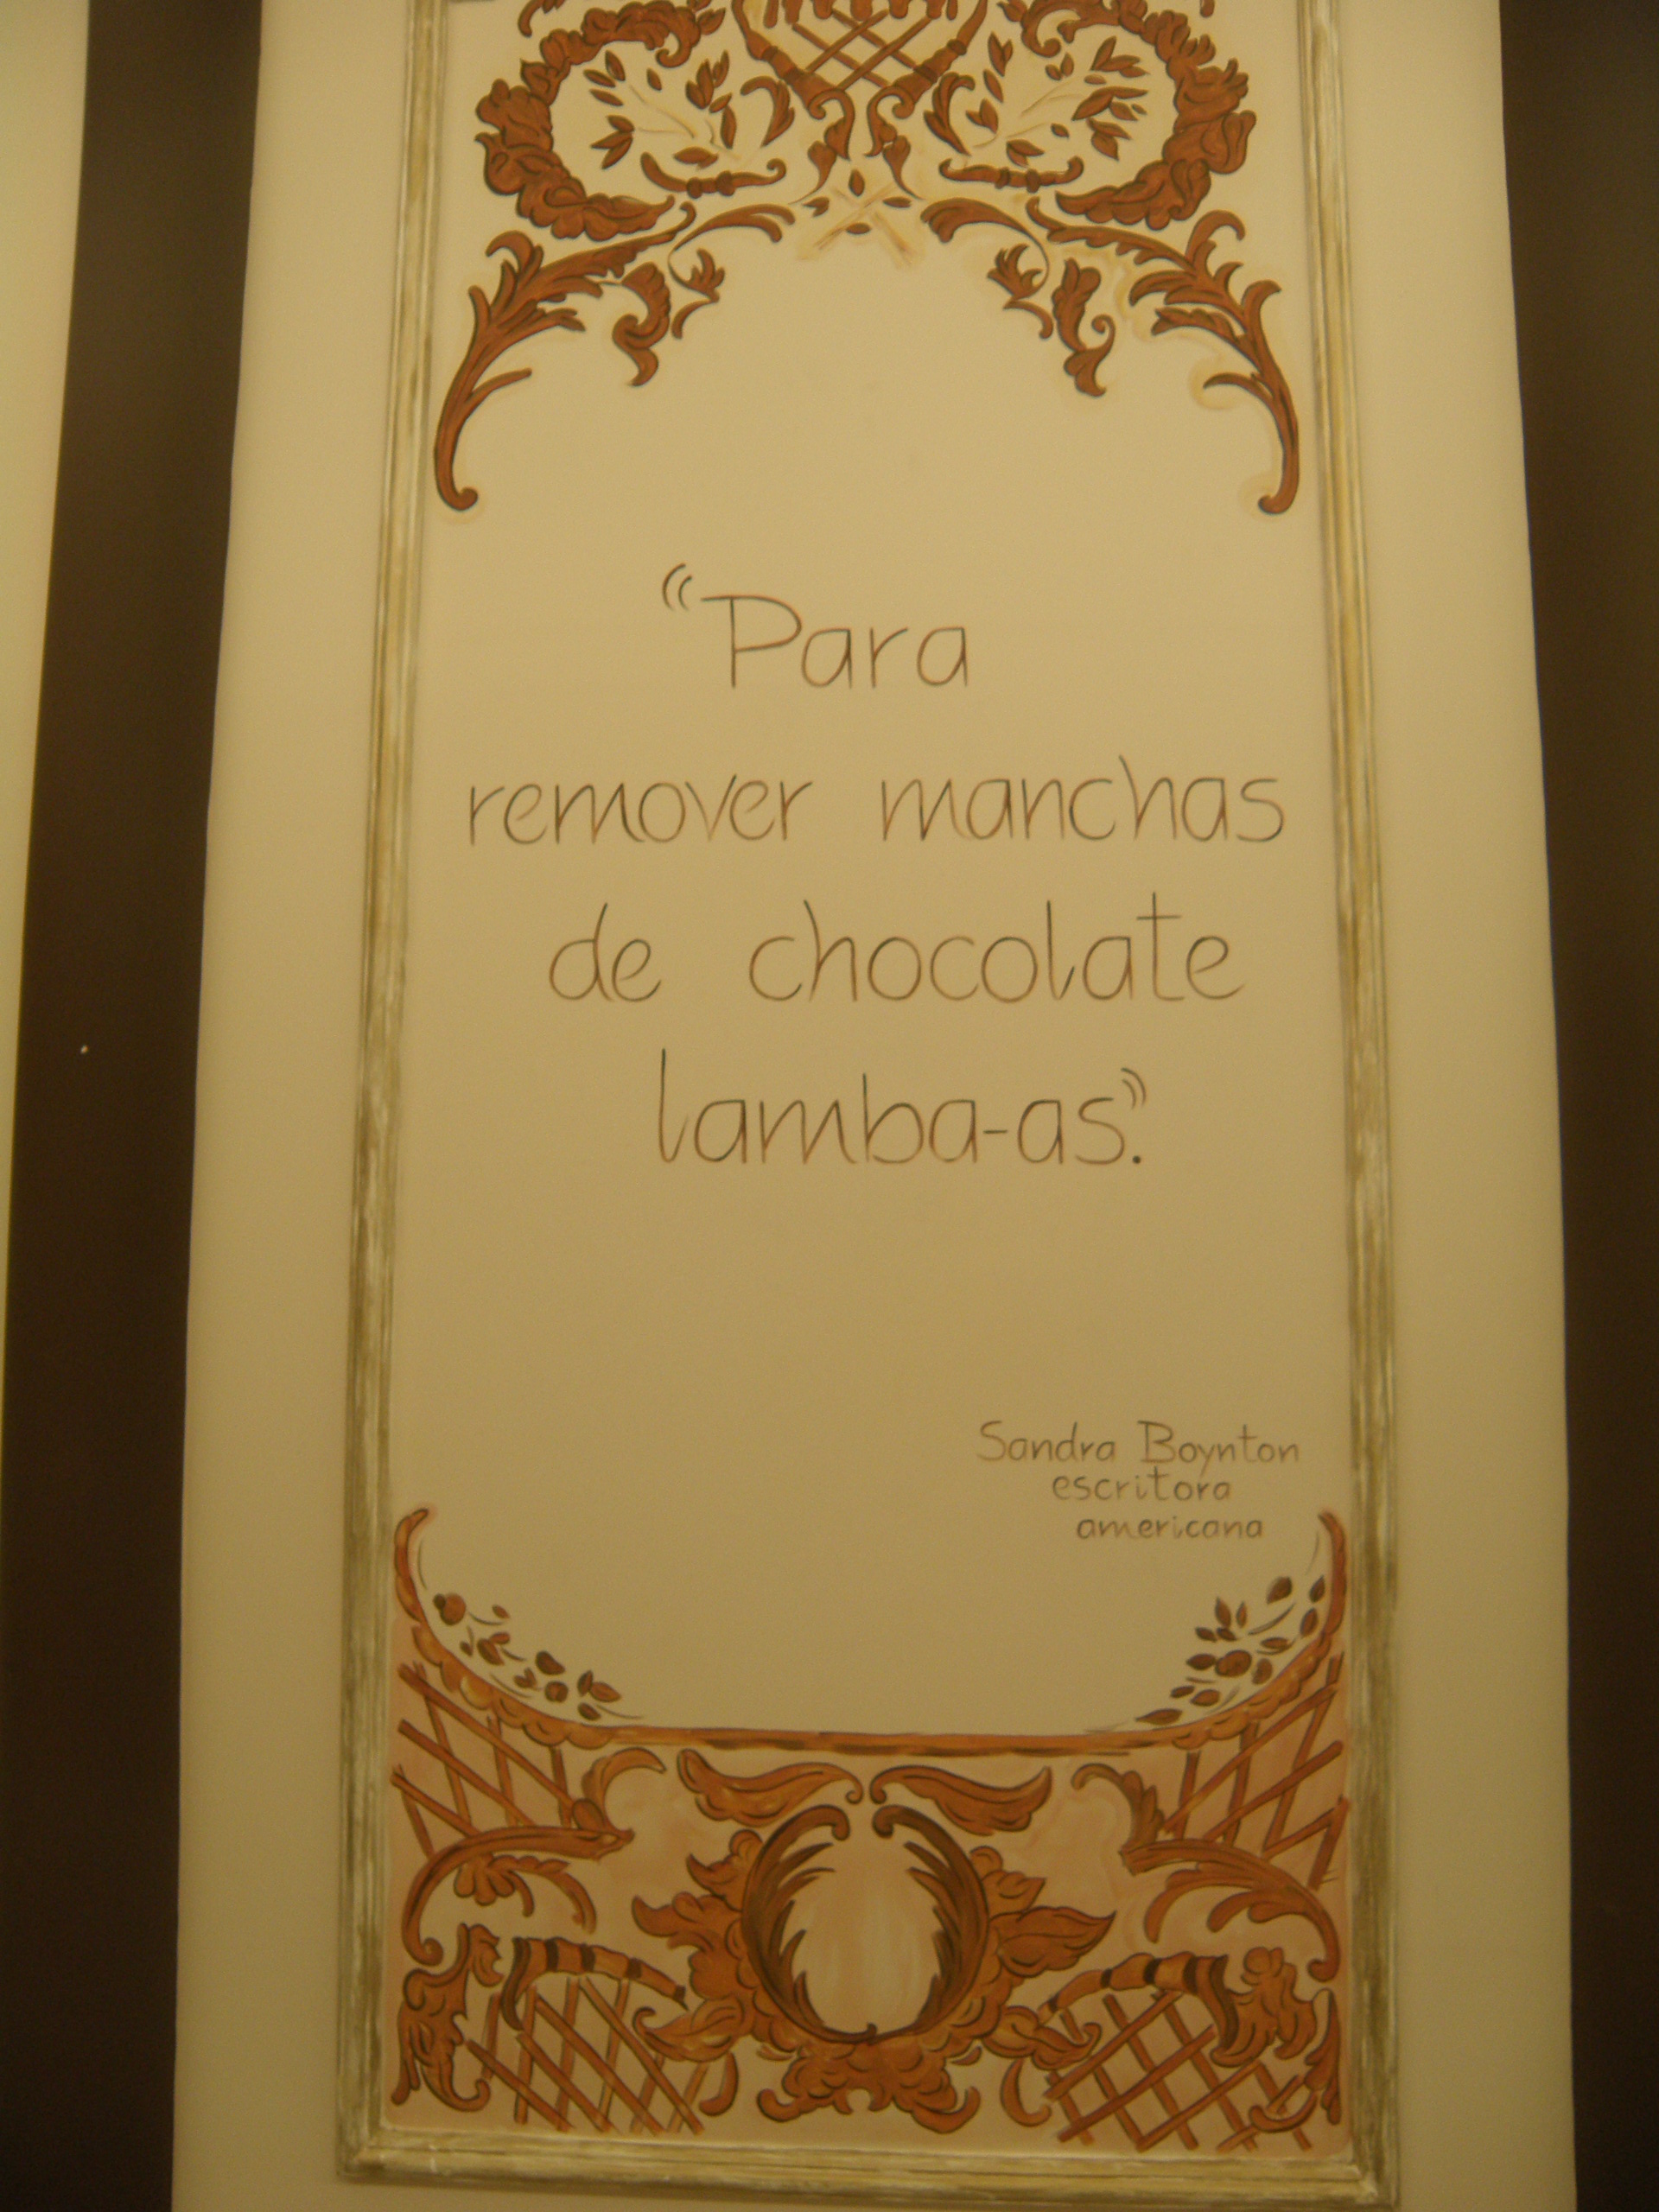 “Para
remover manchas
de chocolate
lamba-as”.
Sandra Boynton
escritora
americana